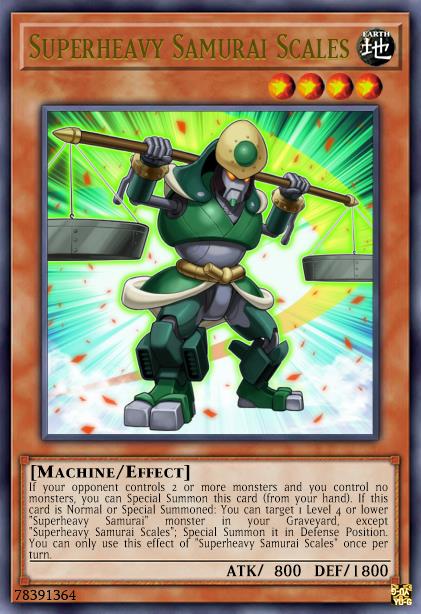 Superheavy Samurai Scales
EARTH
地
[Machine/Effect]
If your opponent controls 2 or more monsters and you control no
monsters, you can Special Summon this card (from your hand). If this
card is Normal or Special Summoned: You can target 1 Level 4 or lower
"Superheavy Samurai" monster in your Graveyard, except
"Superheavy Samurai Scales"; Special Summon it in Defense Position.
You can only use this effect of "Superheavy Samurai Scales" once per
turn.
ATK/ 800 DEF/1800
78391364